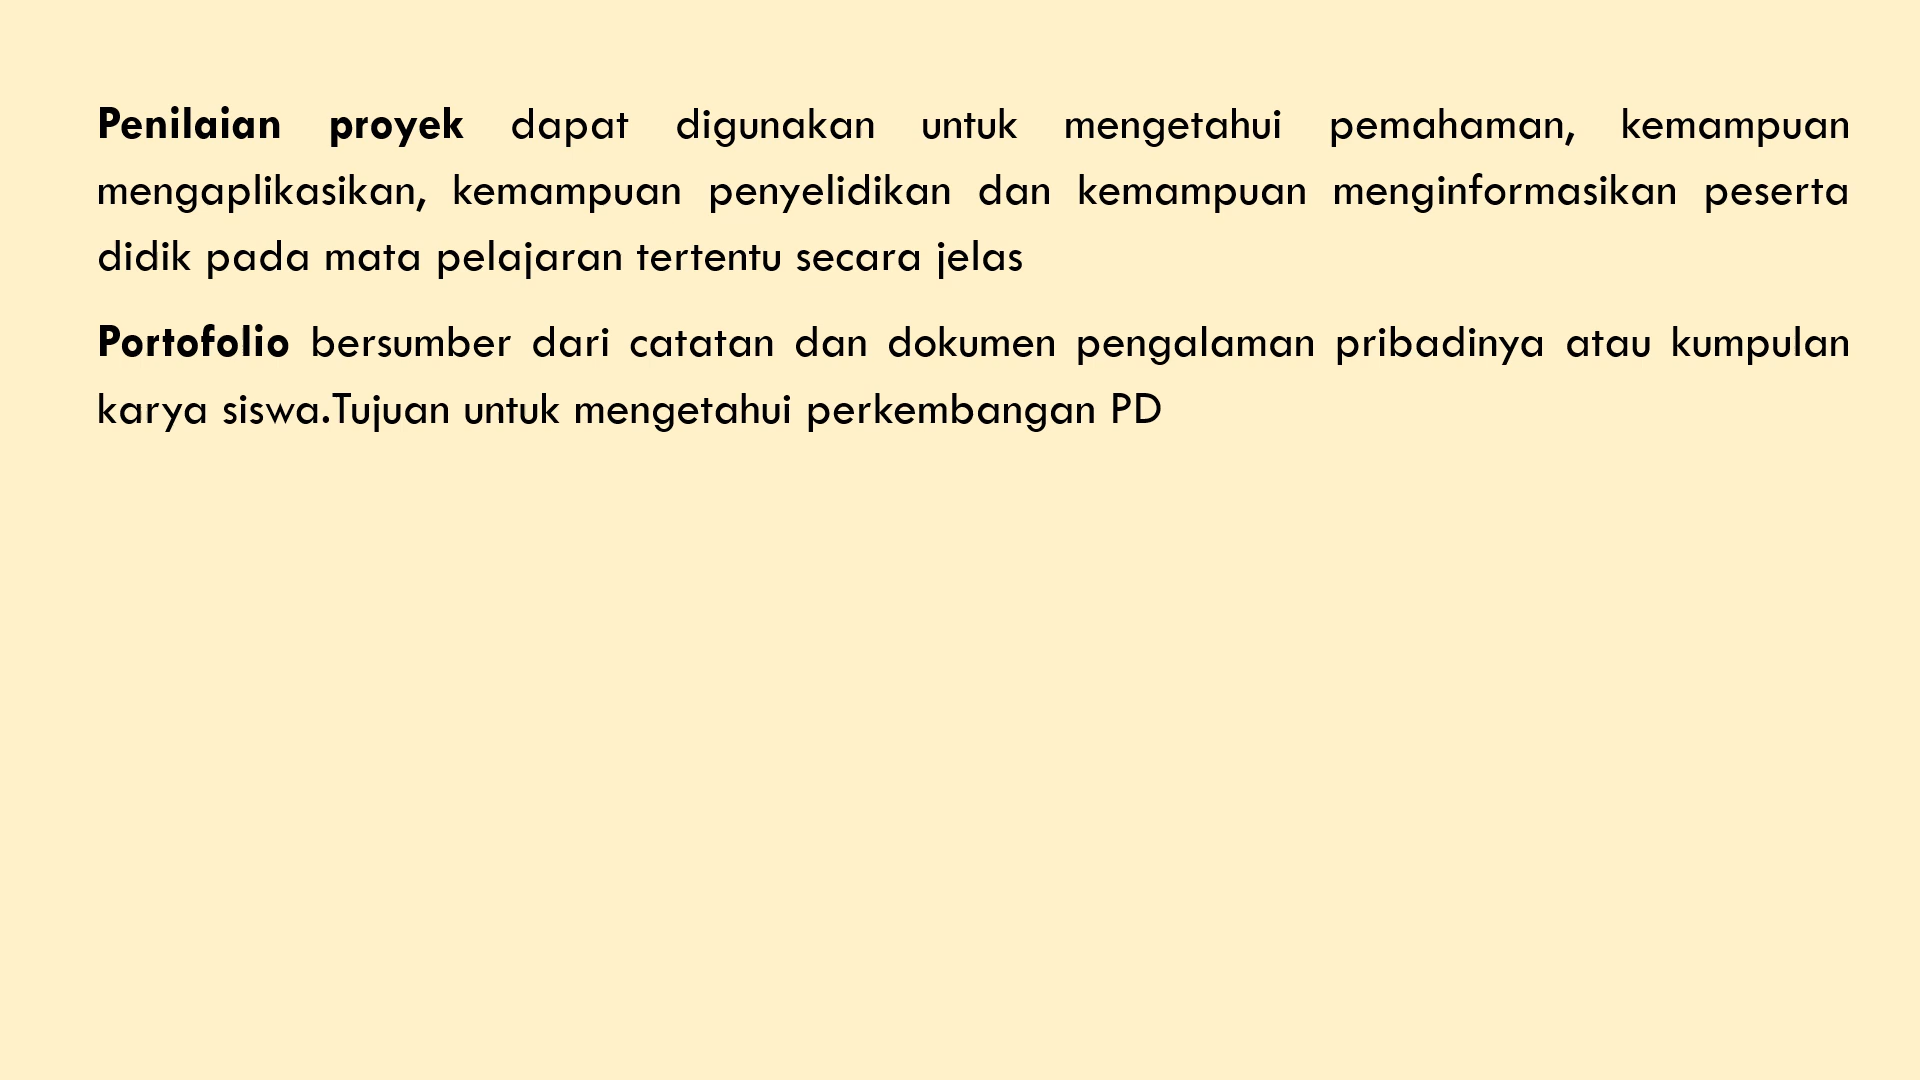 Penilaian proyek dapat digunakan untuk mengetahui pemahaman, kemampuan
mengaplikasikan, kemampuan penyelidikan dan kemampuan menginformasikan peserta
didik pada mata pelajaran tertentu secara jelas
Portofolio bersumber dari catatan dan dokumen pengalaman pribadinya atau kumpulan
karya siswa.Tujuan untuk mengetahui perkembangan PD